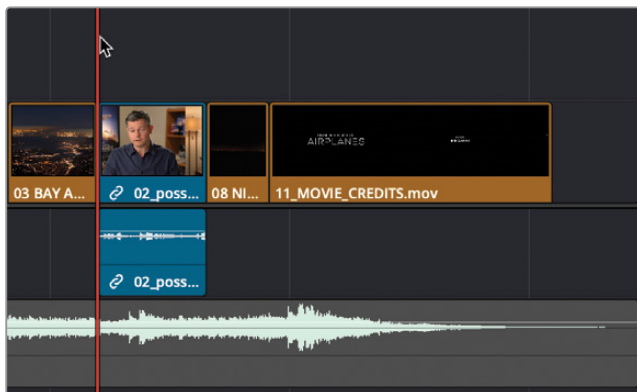 AIRPLANES
03 BAY A...
02_poss...
08 NI...
11_MOVIE_CREDITS.mov
02_poss...